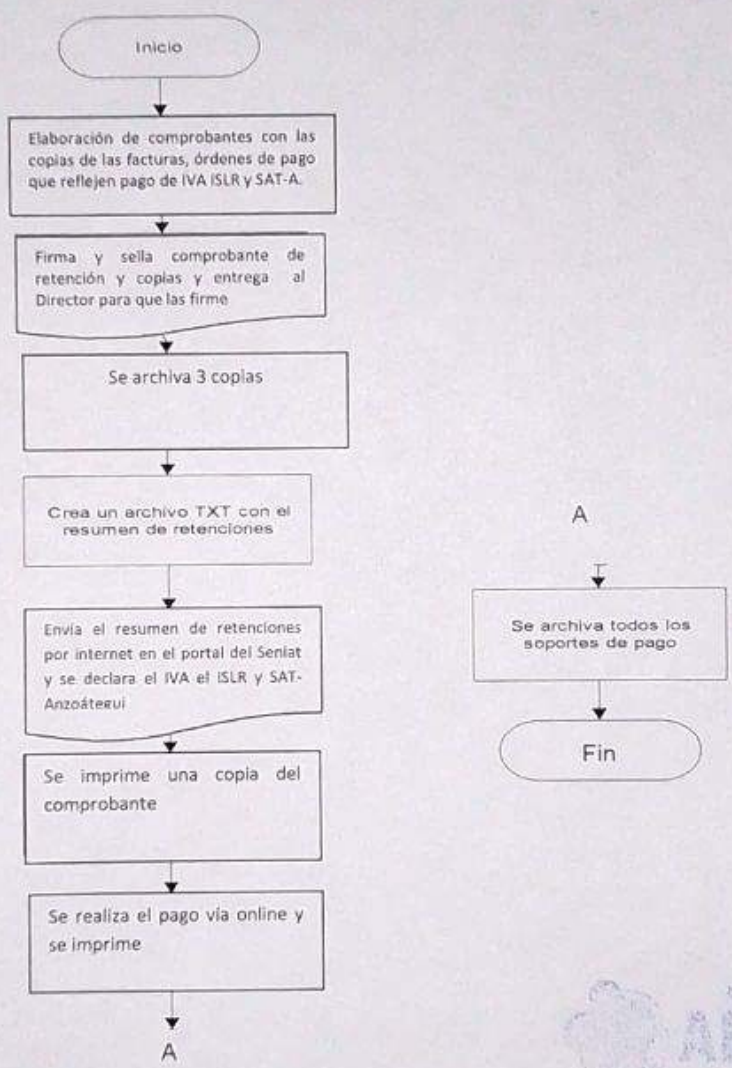 Inicio
Elaboración de comprobantes con las
copias de las facturas, órdenes de pago
que reflejen pago de IVA ISLR y SAT-A.
Firma y sella comprobante de
retención y copias y entrega al
Director para que las firme
Se archiva 3 copias
Crea un archivo TXT con el
resumen de retenciones
Envia el resumen de retenciones
por internet en el portal del Seniat
y se declara el IVA el ISLR y SAT-
Anzoátegui
Se imprime una copia del
comprobante
Se realiza el pago vía online y
se imprime
A
A
Se archiva todos los
soportes de pago
Fin